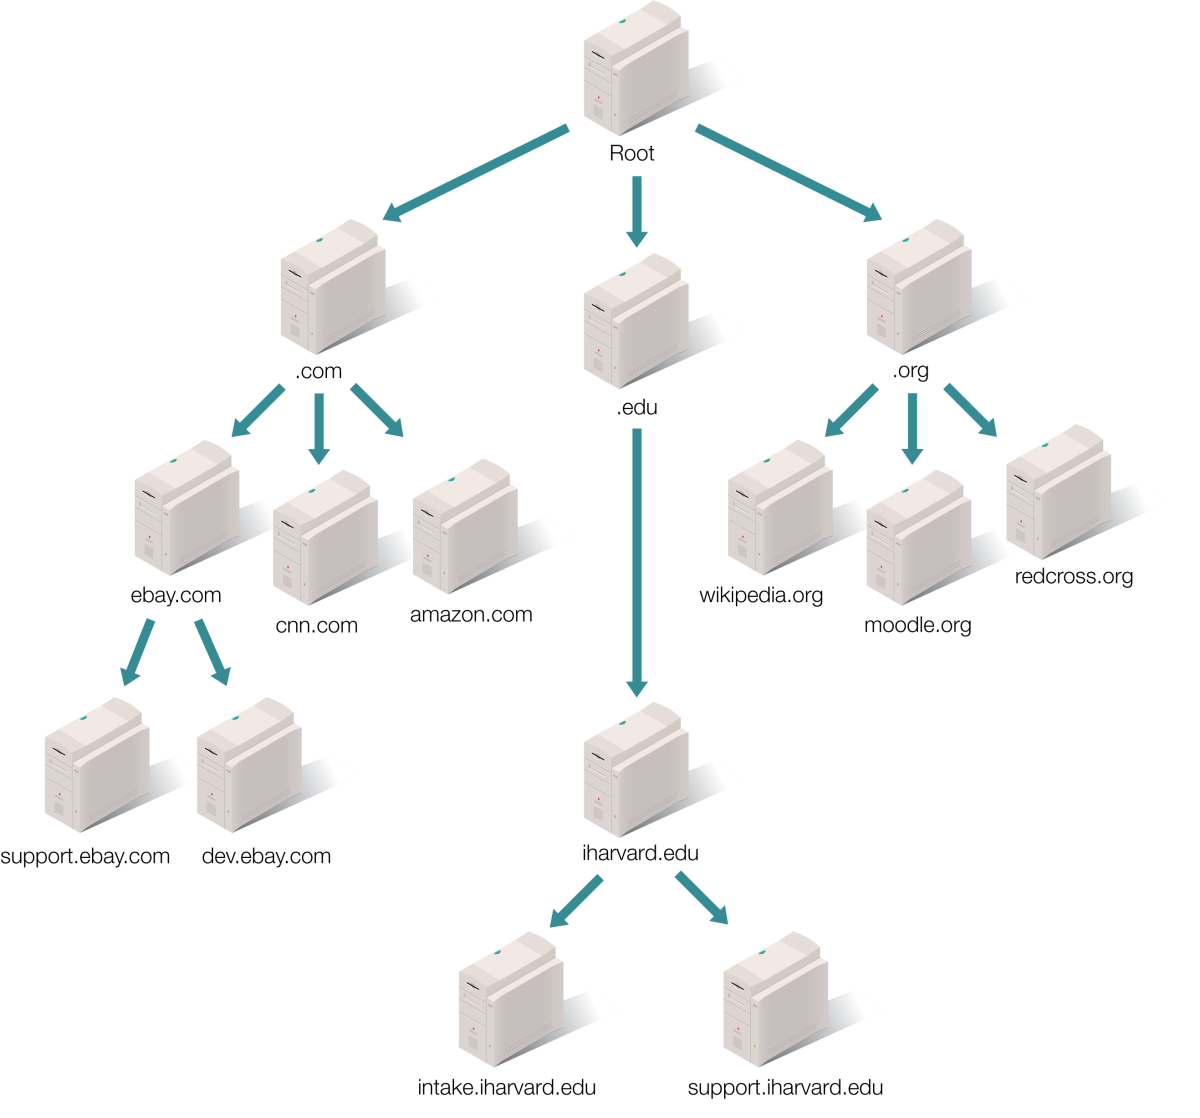 Root
.com
.edu
.org
ebay.com
cnn.com
amazon.com
wikipedia.org
moodle.org
redcross.org
support.ebay.com
dev.ebay.com
iharvard.edu
intake.iharvard.edu
support.iharvard.edu